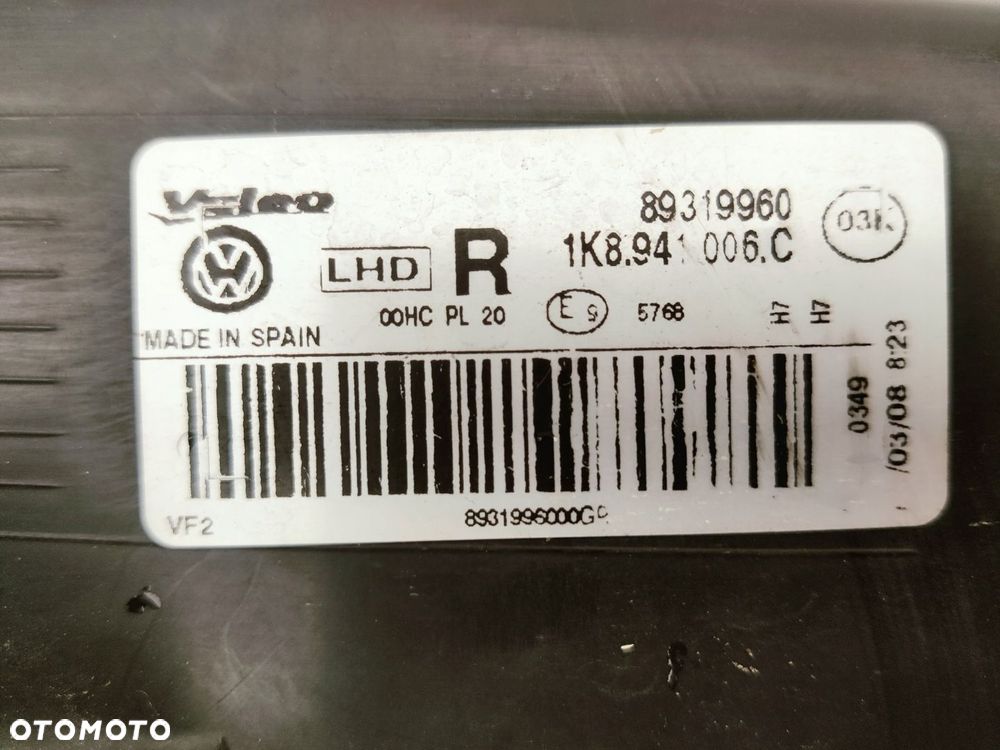 Valeo
89319960
03K
LHD
R
1K8.941 006.C
00HC PL 20
E 9
5768
H7
H7
MADE IN SPAIN
0349
/03/08 8:23
VF2
8931996000G
OTOMOTO